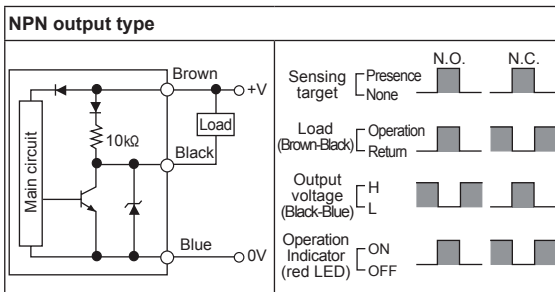 NPN output type
Brown
+V
Load
10kΩ
Black
Main circuit
Blue
0V
N.O. N.C.
Sensing target Presence
None
Load (Brown-Black) Operation
Return
Output voltage (Black-Blue) H
L
Operation Indicator (red LED) ON
OFF